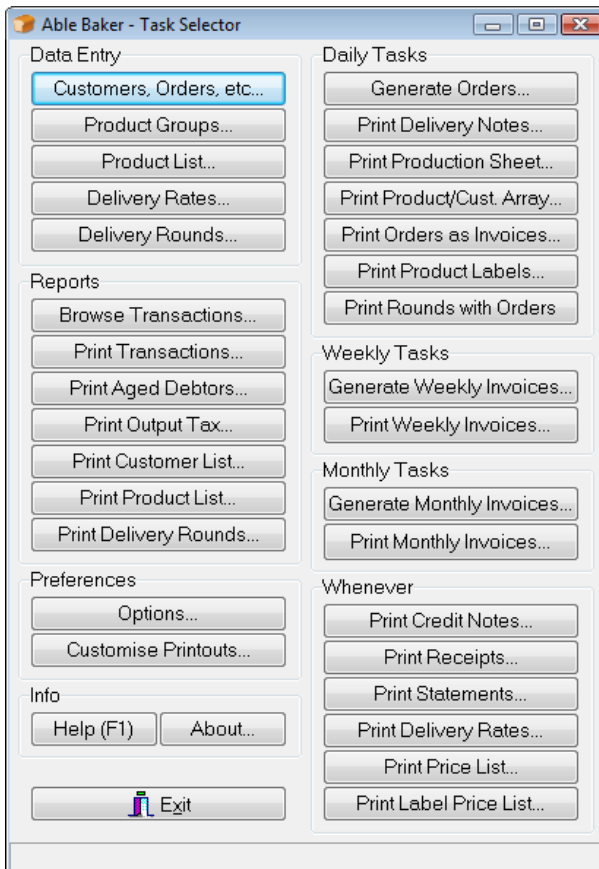 Able Baker - Task Selector
Data Entry
Customers, Orders, etc...
Product Groups...
Product List...
Delivery Rates...
Delivery Rounds...
Reports
Browse Transactions...
Print Transactions...
Print Aged Debtors...
Print Output Tax...
Print Customer List...
Print Product List...
Print Delivery Rounds...
Preferences
Options...
Customise Printouts...
Info
Help (F1) About...
Exit
Daily Tasks
Generate Orders...
Print Delivery Notes...
Print Production Sheet...
Print Product/Cust. Array...
Print Orders as Invoices...
Print Product Labels...
Print Rounds with Orders
Weekly Tasks
Generate Weekly Invoices...
Print Weekly Invoices...
Monthly Tasks
Generate Monthly Invoices...
Print Monthly Invoices...
Whenever
Print Credit Notes...
Print Receipts...
Print Statements...
Print Delivery Rates...
Print Price List...
Print Label Price List...